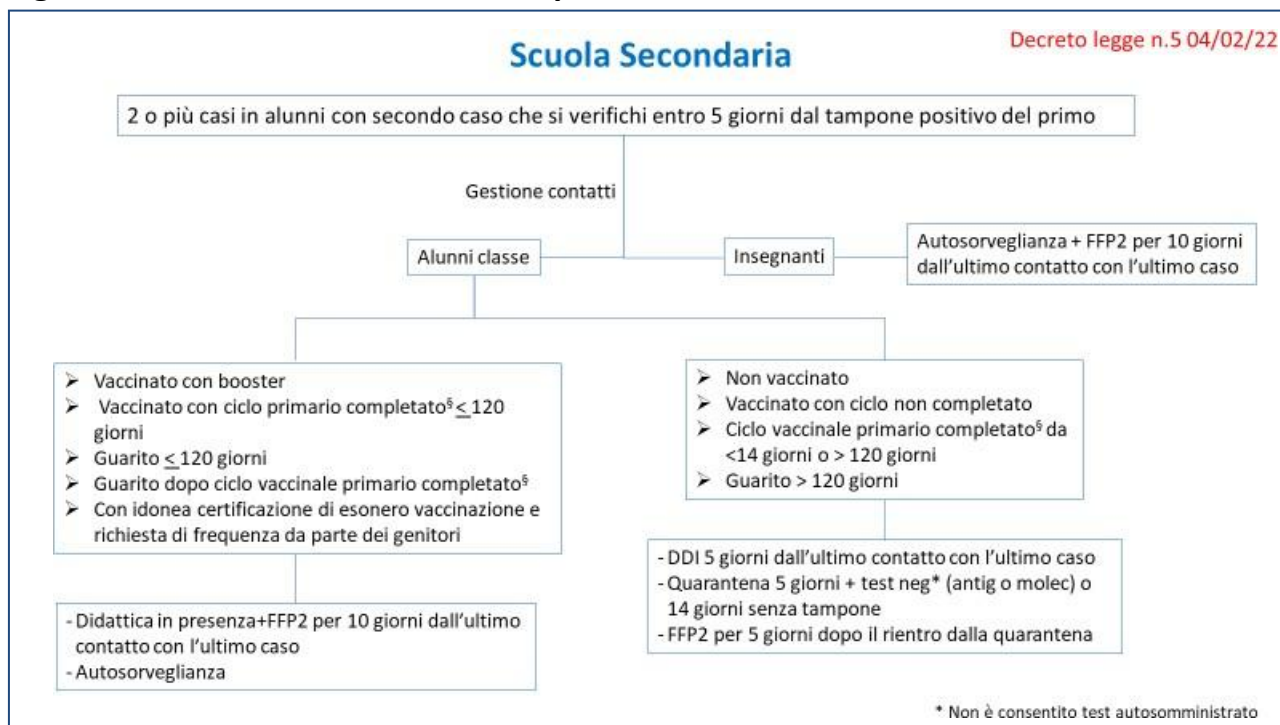 Decreto legge n.5 04/02/22
Scuola Secondaria
2 o più casi in alunni con secondo caso che si verifichi entro 5 giorni dal tampone positivo del primo
Gestione contatti
Alunni classe
Insegnanti
Autosorveglianza + FFP2 per 10 giorni
dall'ultimo contatto con l'ultimo caso
➢ Vaccinato con booster
➢ Vaccinato con ciclo primario completato§ ≤ 120
giorni
➢ Guarito ≤ 120 giorni
➢ Guarito dopo ciclo vaccinale primario completato§
➢ Con idonea certificazione di esonero vaccinazione e
richiesta di frequenza da parte dei genitori
➢ Non vaccinato
➢ Vaccinato con ciclo non completato
➢ Ciclo vaccinale primario completato§ da
<14 giorni o > 120 giorni
➢ Guarito > 120 giorni
- Didattica in presenza+FFP2 per 10 giorni dall'ultimo
contatto con l'ultimo caso
- Autosorveglianza
- DDI 5 giorni dall'ultimo contatto con l'ultimo caso
- Quarantena 5 giorni + test neg* (antig o molec) o
14 giorni senza tampone
- FFP2 per 5 giorni dopo il rientro dalla quarantena
* Non è consentito test autosomministrato